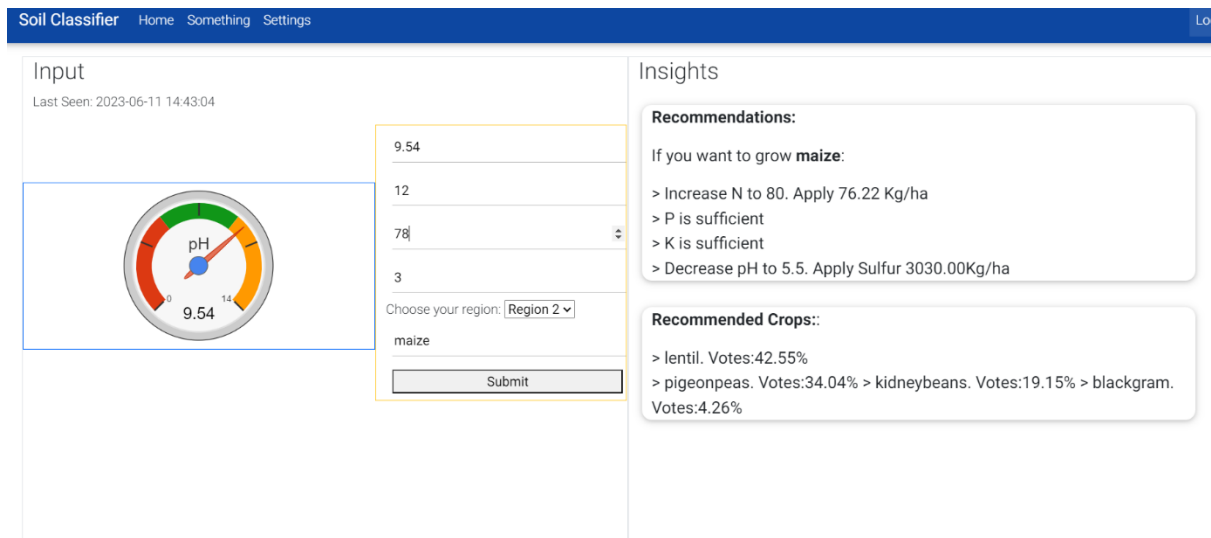 Soil Classifier Home Something Settings
Input
Last Seen: 2023-06-11 14:43:04
pH
0 14
9.54
9.54
12
78
3
Choose your region: Region 2
maize
Submit
Insights
Recommendations:
If you want to grow maize:
> Increase N to 80. Apply 76.22 Kg/ha
> P is sufficient
> K is sufficient
> Decrease pH to 5.5. Apply Sulfur 3030.00Kg/ha
Recommended Crops::
> lentil. Votes:42.55%
> pigeonpeas. Votes:34.04% > kidneybeans. Votes:19.15% > blackgram.
Votes:4.26%